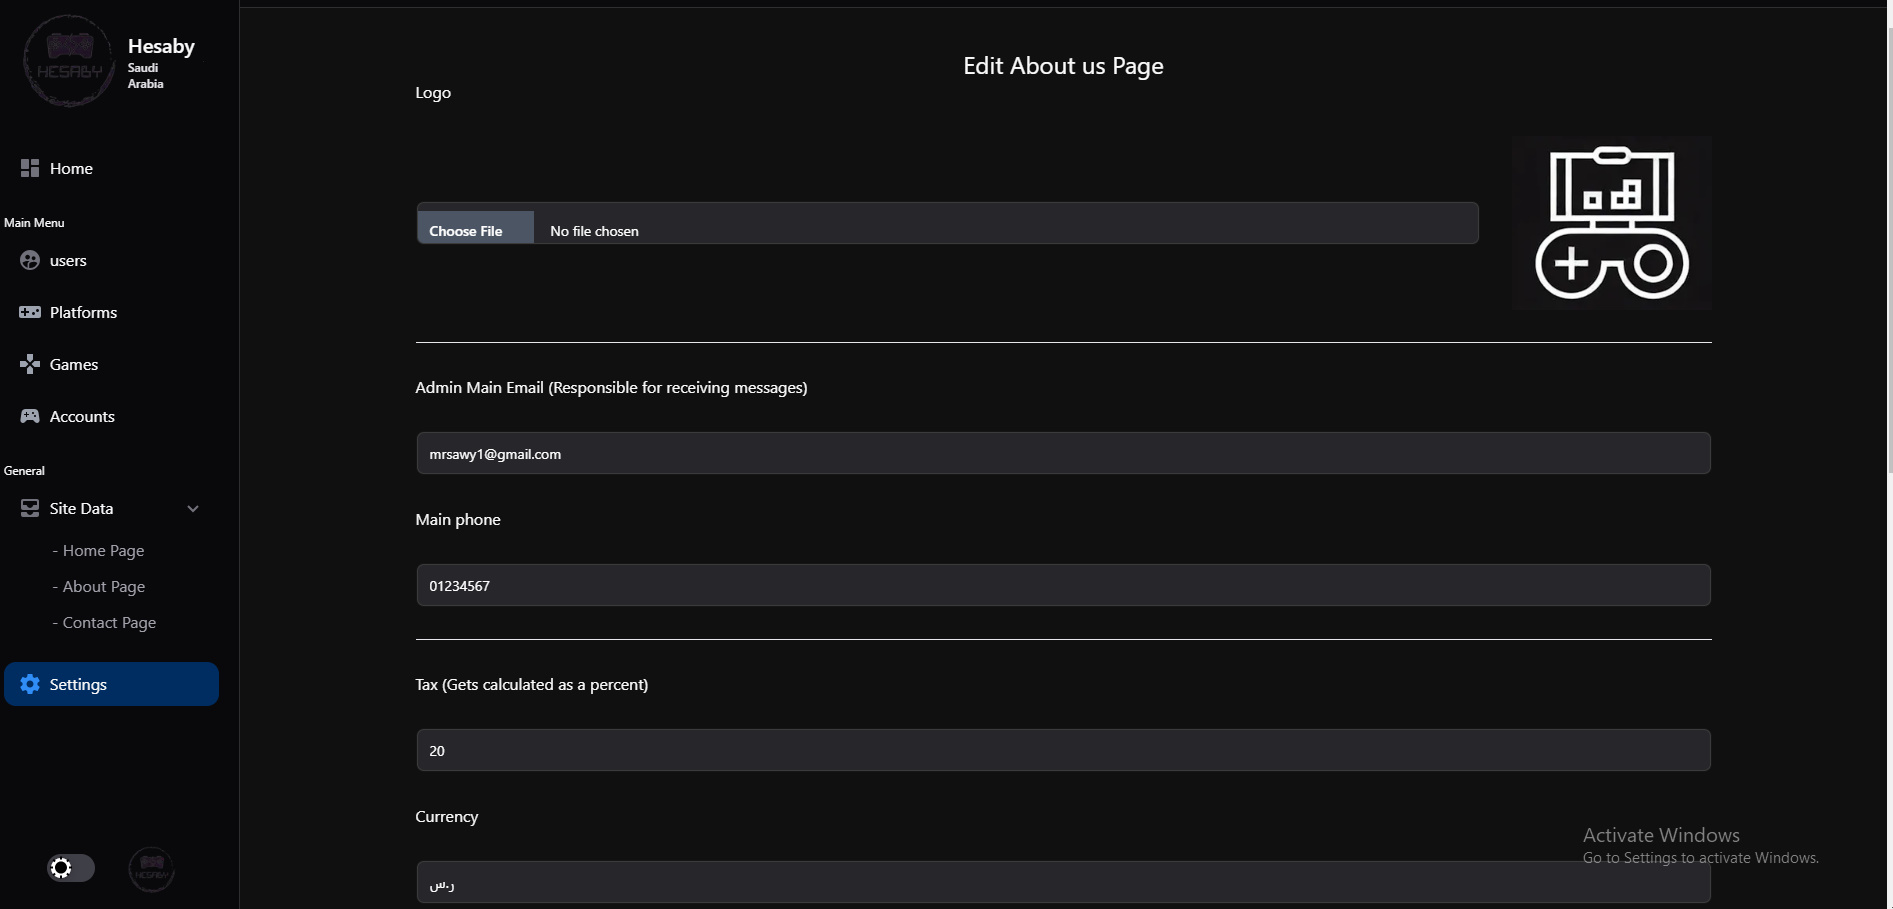 HESABY
Hesaby
Saudi
Arabia
Home
Main Menu
users
Platforms
Games
Accounts
General
Site Data
- Home Page
- About Page
- Contact Page
Settings
HESABY
Edit About us Page
Logo
Choose File No file chosen
Admin Main Email (Responsible for receiving messages)
mrsawy1@gmail.com
Main phone
01234567
Tax (Gets calculated as a percent)
20
Currency
ر.س
Activate Windows
Go to Settings to activate Windows.